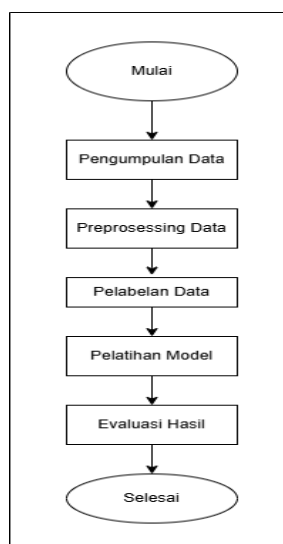 Mulai
Pengumpulan Data
Preprosessing Data
Pelabelan Data
Pelatihan Model
Evaluasi Hasil
Selesai